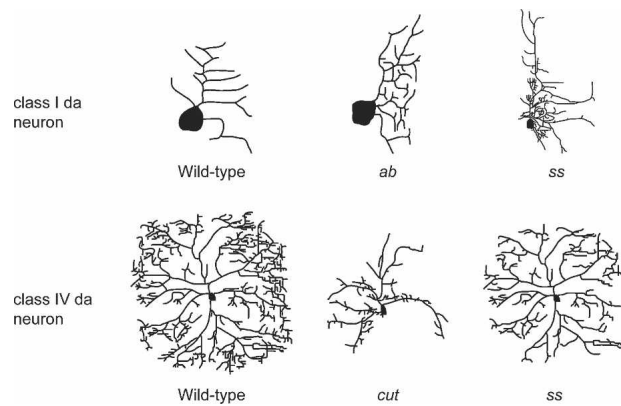 class I da
neuron
Wild-type
ab
ss
class IV da
neuron
Wild-type
cut
ss